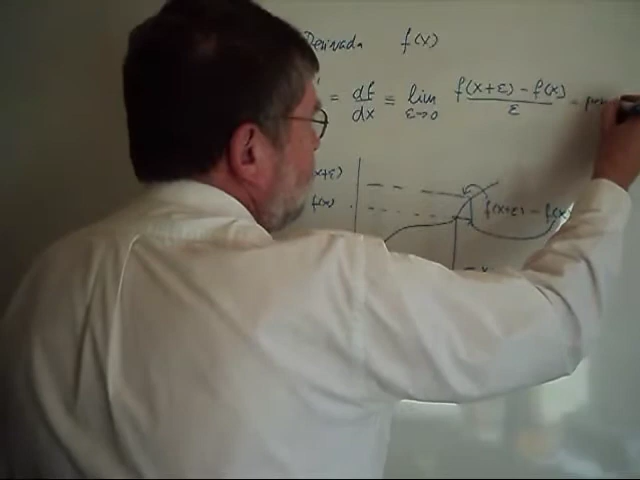 Derivada f(x)
= df/dx ≡ lim ε→0 f(x+ε) - f(x) / ε =
x+ε)
f(x)
f(x+ε) - f(x)
x